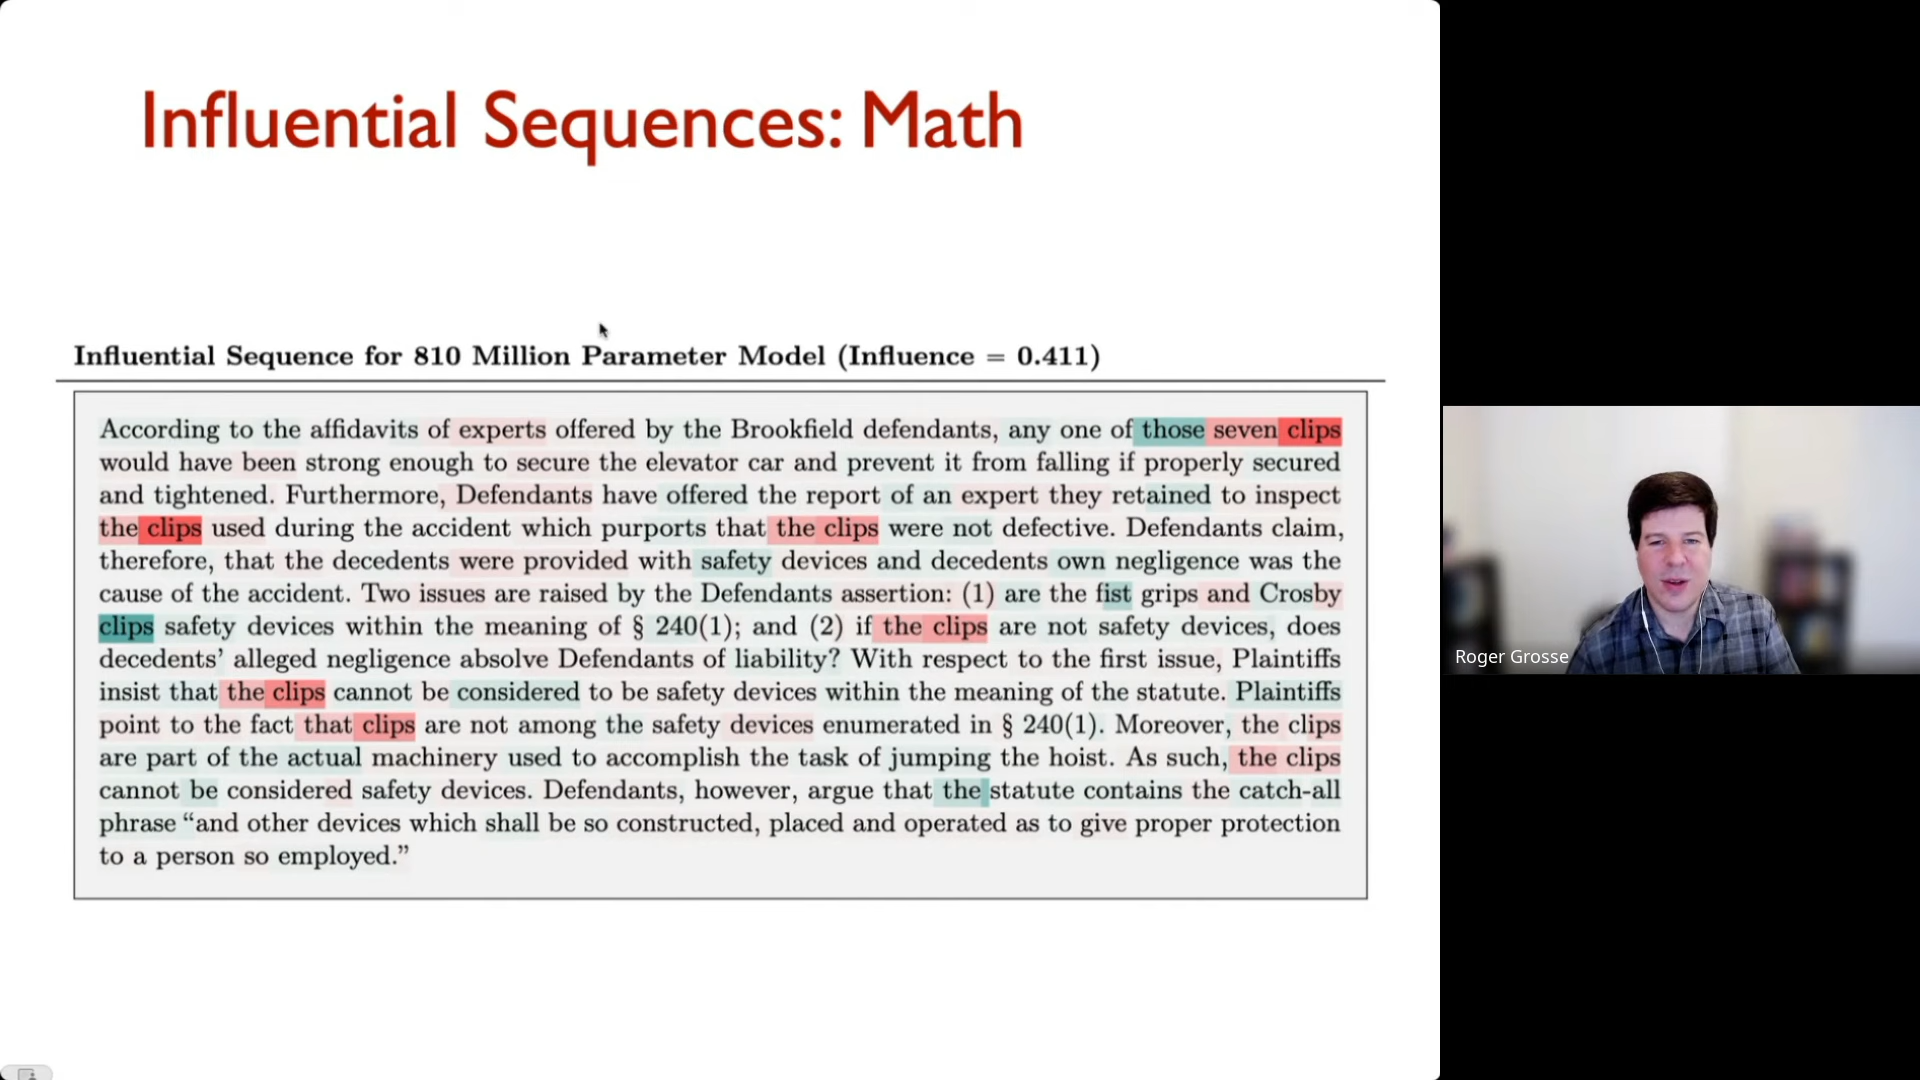 Influential Sequences: Math
Influential Sequence for 810 Million Parameter Model (Influence = 0.411)
According to the affidavits of experts offered by the Brookfield defendants, any one of those seven clips
would have been strong enough to secure the elevator car and prevent it from falling if properly secured
and tightened. Furthermore, Defendants have offered the report of an expert they retained to inspect
the clips used during the accident which purports that the clips were not defective. Defendants claim,
therefore, that the decedents were provided with safety devices and decedents own negligence was the
cause of the accident. Two issues are raised by the Defendants assertion: (1) are the fist grips and Crosby
clips safety devices within the meaning of § 240(1); and (2) if the clips are not safety devices, does
decedents’ alleged negligence absolve Defendants of liability? With respect to the first issue, Plaintiffs
insist that the clips cannot be considered to be safety devices within the meaning of the statute. Plaintiffs
point to the fact that clips are not among the safety devices enumerated in § 240(1). Moreover, the clips
are part of the actual machinery used to accomplish the task of jumping the hoist. As such, the clips
cannot be considered safety devices. Defendants, however, argue that the statute contains the catch-all
phrase “and other devices which shall be so constructed, placed and operated as to give proper protection
to a person so employed.”
Roger Grosse